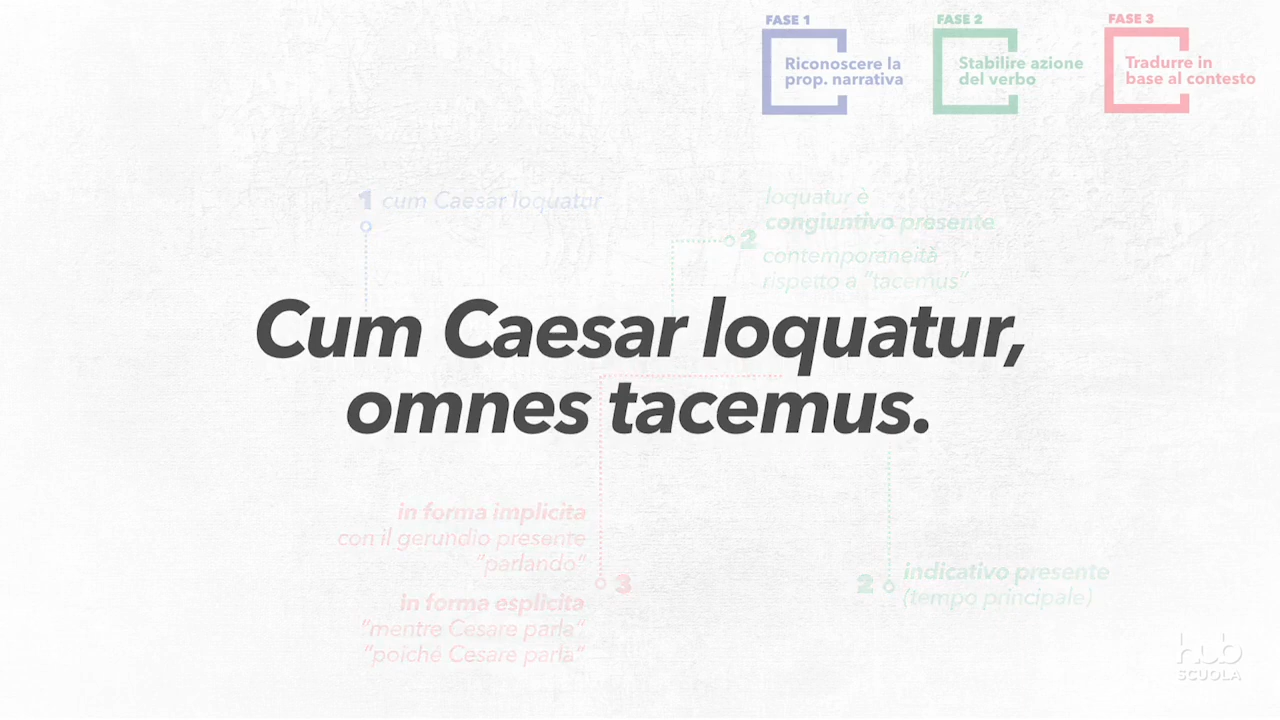 FASE 1
Riconoscere la
prop. narrativa
FASE 2
Stabilire azione
del verbo
FASE 3
Tradurre in
base al contesto
1 cum Caesar loquatur
loquatur è
congiuntivo presente
2
contemporaneità
rispetto a "tacemus"
Cum Caesar loquatur,
omnes tacemus.
in forma implicita
con il gerundio presente
"parlando"
3
in forma esplicita
"mentre Cesare parla"
"poiché Cesare parla"
2
indicativo presente
(tempo principale)
hub
SCUOLA